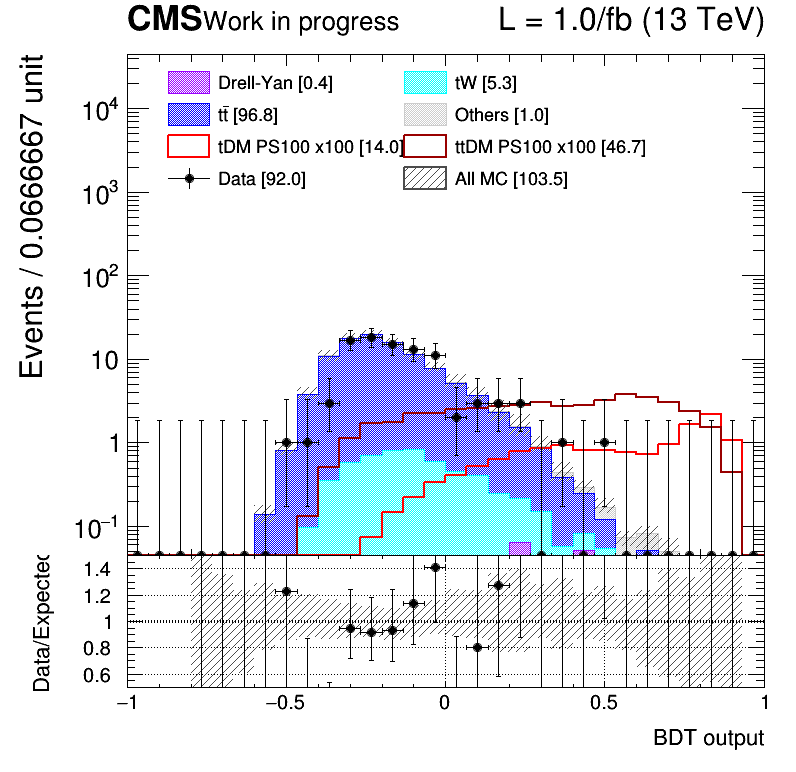 CMS Work in progress L = 1.0/fb (13 TeV)
Drell-Yan [0.4] tW [5.3]
tt̄ [96.8] Others [1.0]
tDM PS100 x100 [14.0] ttDM PS100 x100 [46.7]
Data [92.0] All MC [103.5]
Events / 0.0666667 unit
10⁴
10³
10²
10
1
10⁻¹
Data/Expected
1.4
1.2
1
0.8
0.6
−1 −0.5 0 0.5 1
BDT output